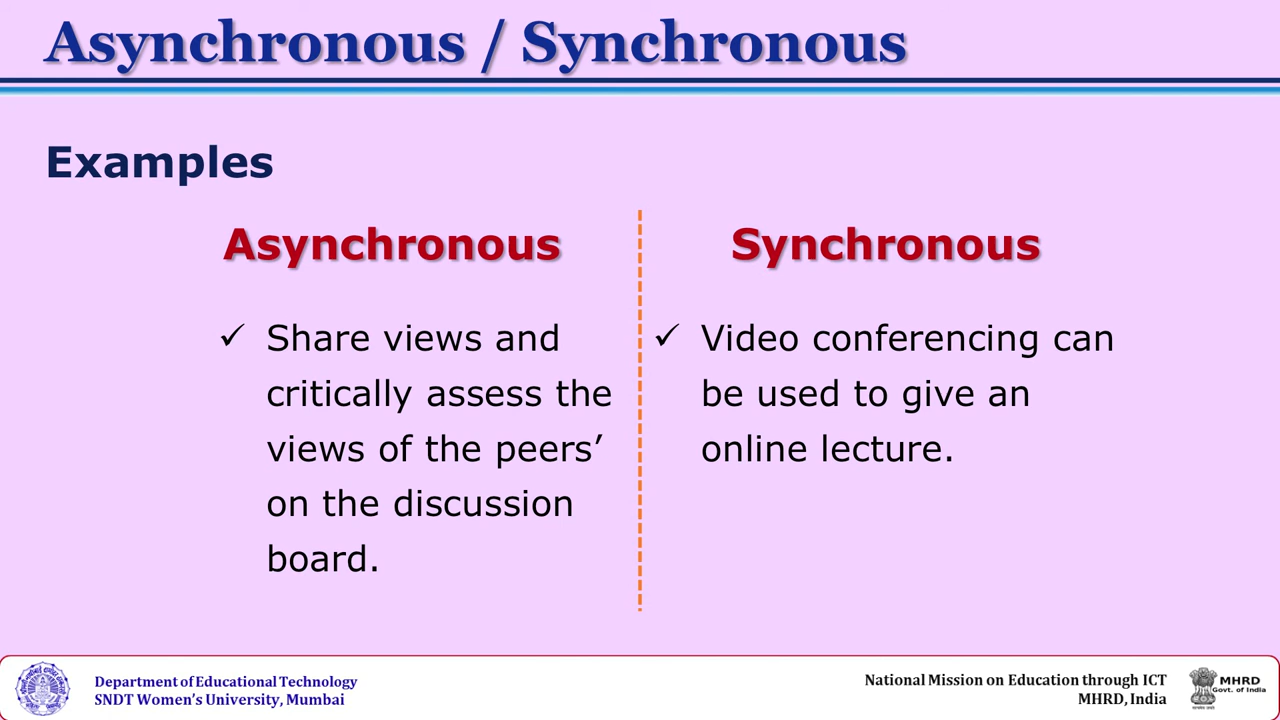 Asynchronous / Synchronous
Examples
Asynchronous
✓ Share views and
critically assess the
views of the peers’
on the discussion
board.
Synchronous
✓ Video conferencing can
be used to give an
online lecture.
Department of Educational Technology
SNDT Women’s University, Mumbai
National Mission on Education through ICT
MHRD, India
MHRD
Govt. of India